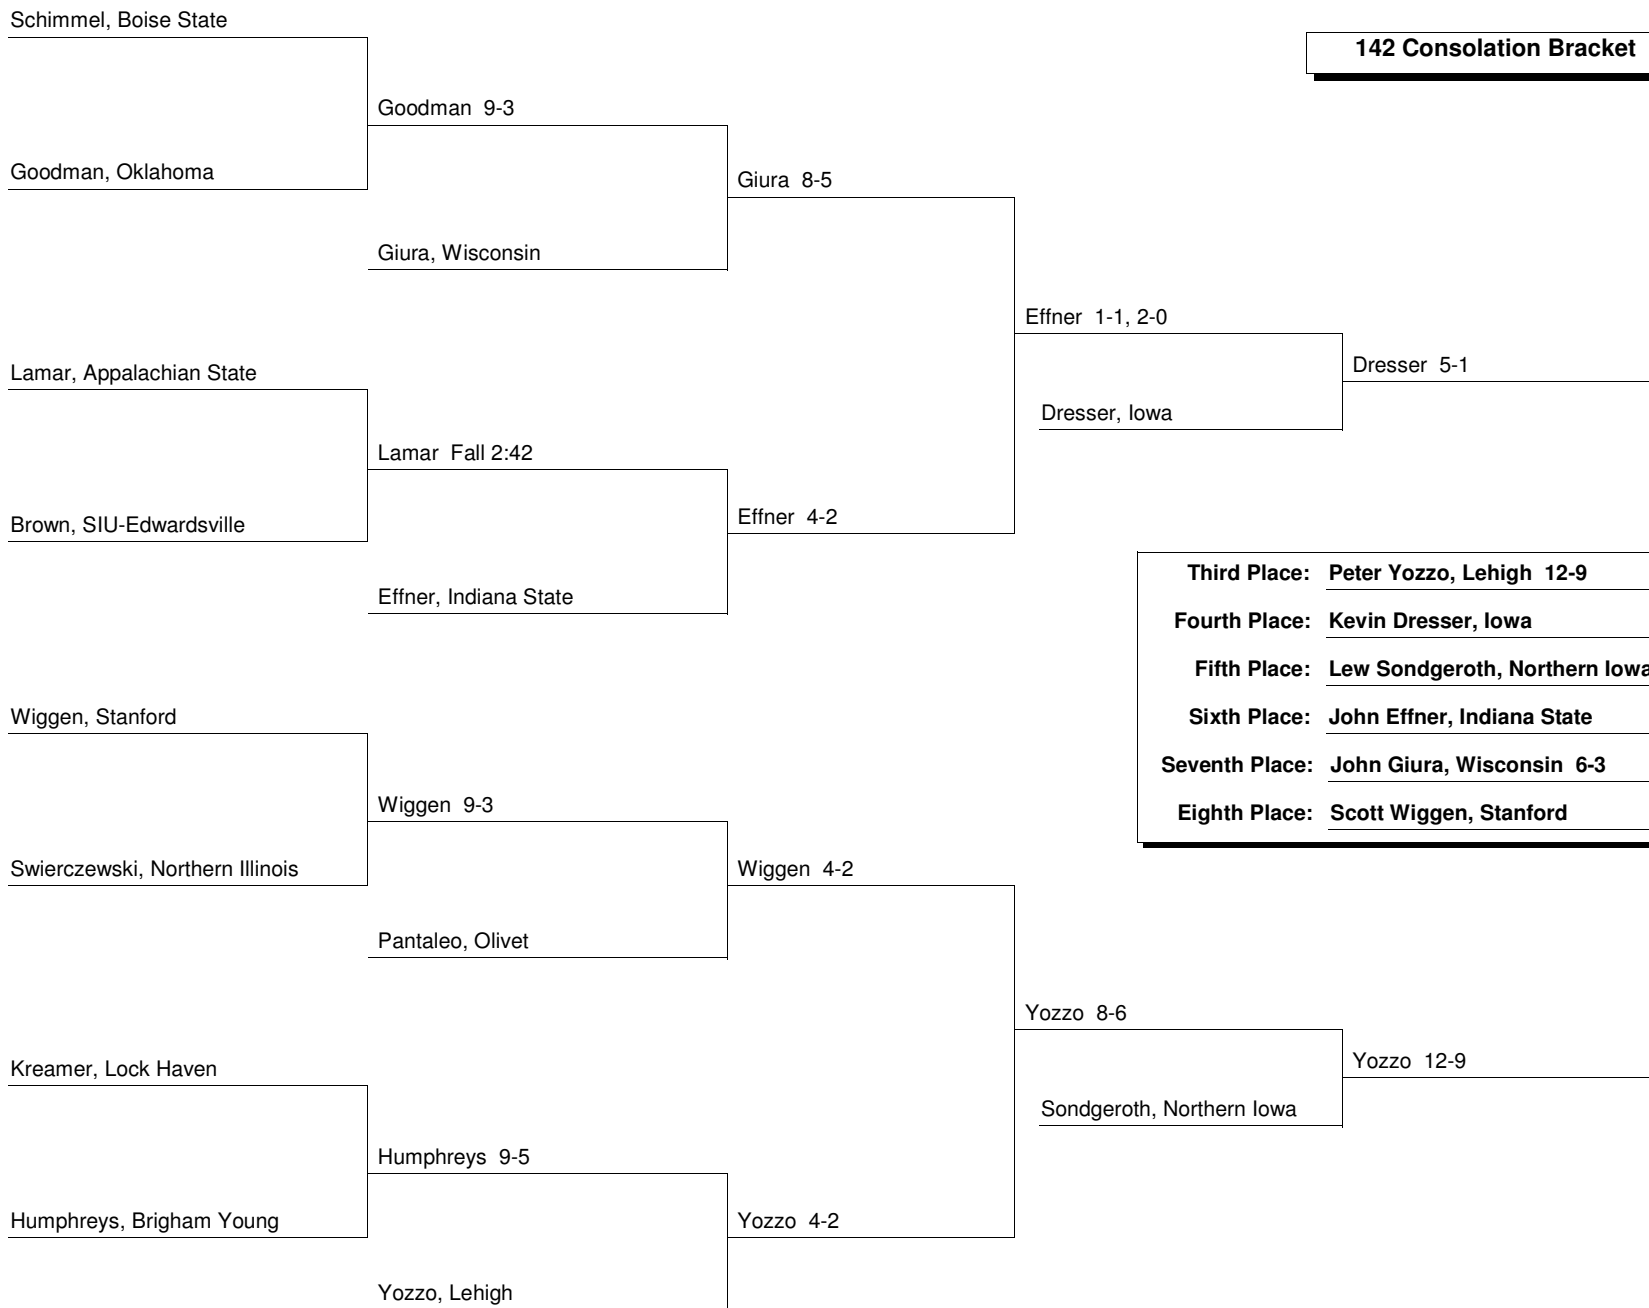 Schimmel, Boise State
142 Consolation Bracket
Goodman 9-3
Goodman, Oklahoma
Giura 8-5
Giura, Wisconsin
Effner 1-1, 2-0
Lamar, Appalachian State
Dresser 5-1
Dresser, Iowa
Lamar Fall 2:42
Brown, SIU-Edwardsville
Effner 4-2
Effner, Indiana State
Third Place: Peter Yozzo, Lehigh 12-9
Fourth Place: Kevin Dresser, Iowa
Fifth Place: Lew Sondgeroth, Northern Iowa
Sixth Place: John Effner, Indiana State
Seventh Place: John Giura, Wisconsin 6-3
Eighth Place: Scott Wiggen, Stanford
Wiggen, Stanford
Wiggen 9-3
Swierczewski, Northern Illinois
Wiggen 4-2
Pantaleo, Olivet
Yozzo 8-6
Kreamer, Lock Haven
Yozzo 12-9
Sondgeroth, Northern Iowa
Humphreys 9-5
Humphreys, Brigham Young
Yozzo 4-2
Yozzo, Lehigh